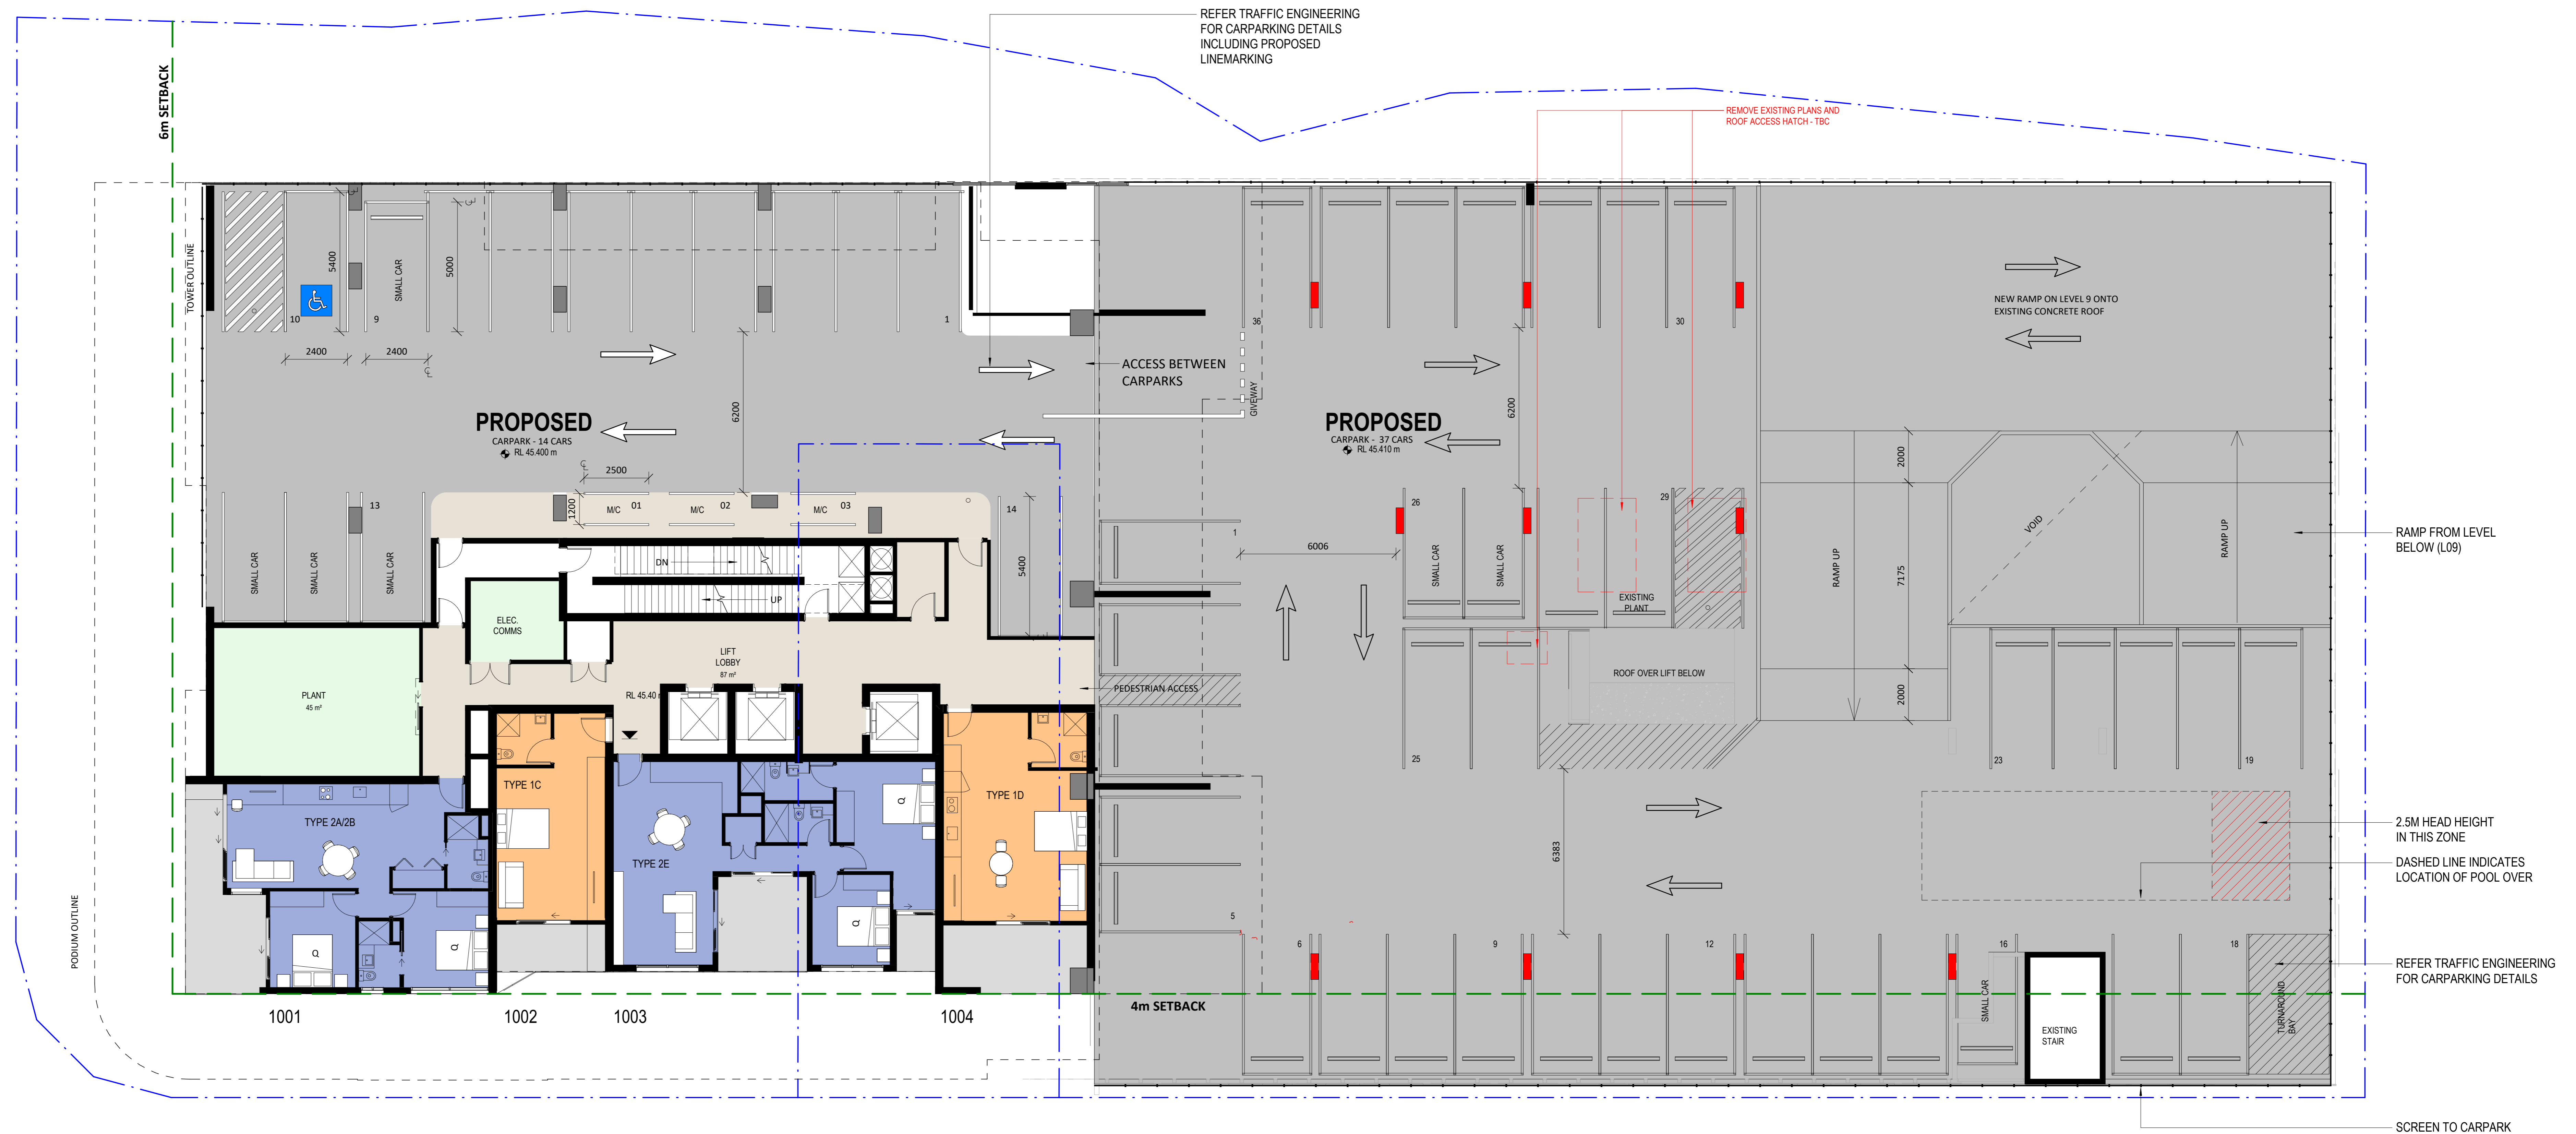 REFER TRAFFIC ENGINEERING
FOR CARPARKING DETAILS
INCLUDING PROPOSED
LINEMARKING
6m SETBACK
REMOVE EXISTING PLANS AND
ROOF ACCESS HATCH - TBC
TOWER OUTLINE
5400
SMALL CAR
5000
10
9
1
36
30
2400
2400
NEW RAMP ON LEVEL 9 ONTO
EXISTING CONCRETE ROOF
ACCESS BETWEEN
CARPARKS
GIVEWAY
6200
6200
PROPOSED
CARPARK - 14 CARS
RL 45.400 m
PROPOSED
CARPARK - 37 CARS
RL 45.410 m
2500
1200
M/C
01
M/C
02
M/C
03
13
14
5400
SMALL CAR
SMALL CAR
SMALL CAR
1
6006
26
29
SMALL CAR
SMALL CAR
EXISTING
PLANT
2000
7175
2000
RAMP UP
VOID
RAMP UP
RAMP FROM LEVEL
BELOW (L09)
DN
UP
ELEC.
COMMS
LIFT
LOBBY
87 m²
PLANT
45 m²
RL 45.40
PEDESTRIAN ACCESS
ROOF OVER LIFT BELOW
25
23
19
TYPE 1C
TYPE 1D
TYPE 2A/2B
TYPE 2E
Q
Q
Q
Q
6383
2.5M HEAD HEIGHT
IN THIS ZONE
DASHED LINE INDICATES
LOCATION OF POOL OVER
PODIUM OUTLINE
5
6
9
12
16
18
SMALL CAR
EXISTING
STAIR
TURNAROUND
BAY
REFER TRAFFIC ENGINEERING
FOR CARPARKING DETAILS
4m SETBACK
1001
1002
1003
1004
SCREEN TO CARPARK